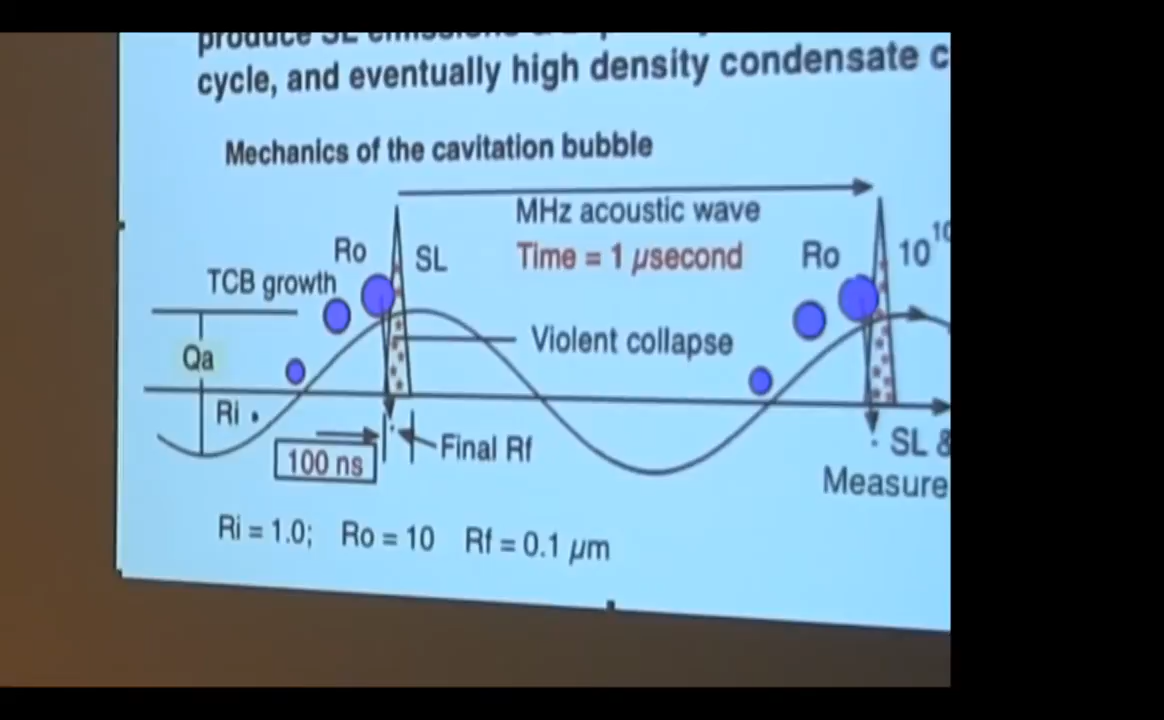 produce SL emissions
cycle, and eventually high density condensate c
Mechanics of the cavitation bubble
MHz acoustic wave
Ro SL Time = 1 µsecond Ro 10¹⁰
TCB growth
Qa Violent collapse
Ri
100 ns Final Rf SL &
Measure
Ri = 1.0; Ro = 10 Rf = 0.1 µm